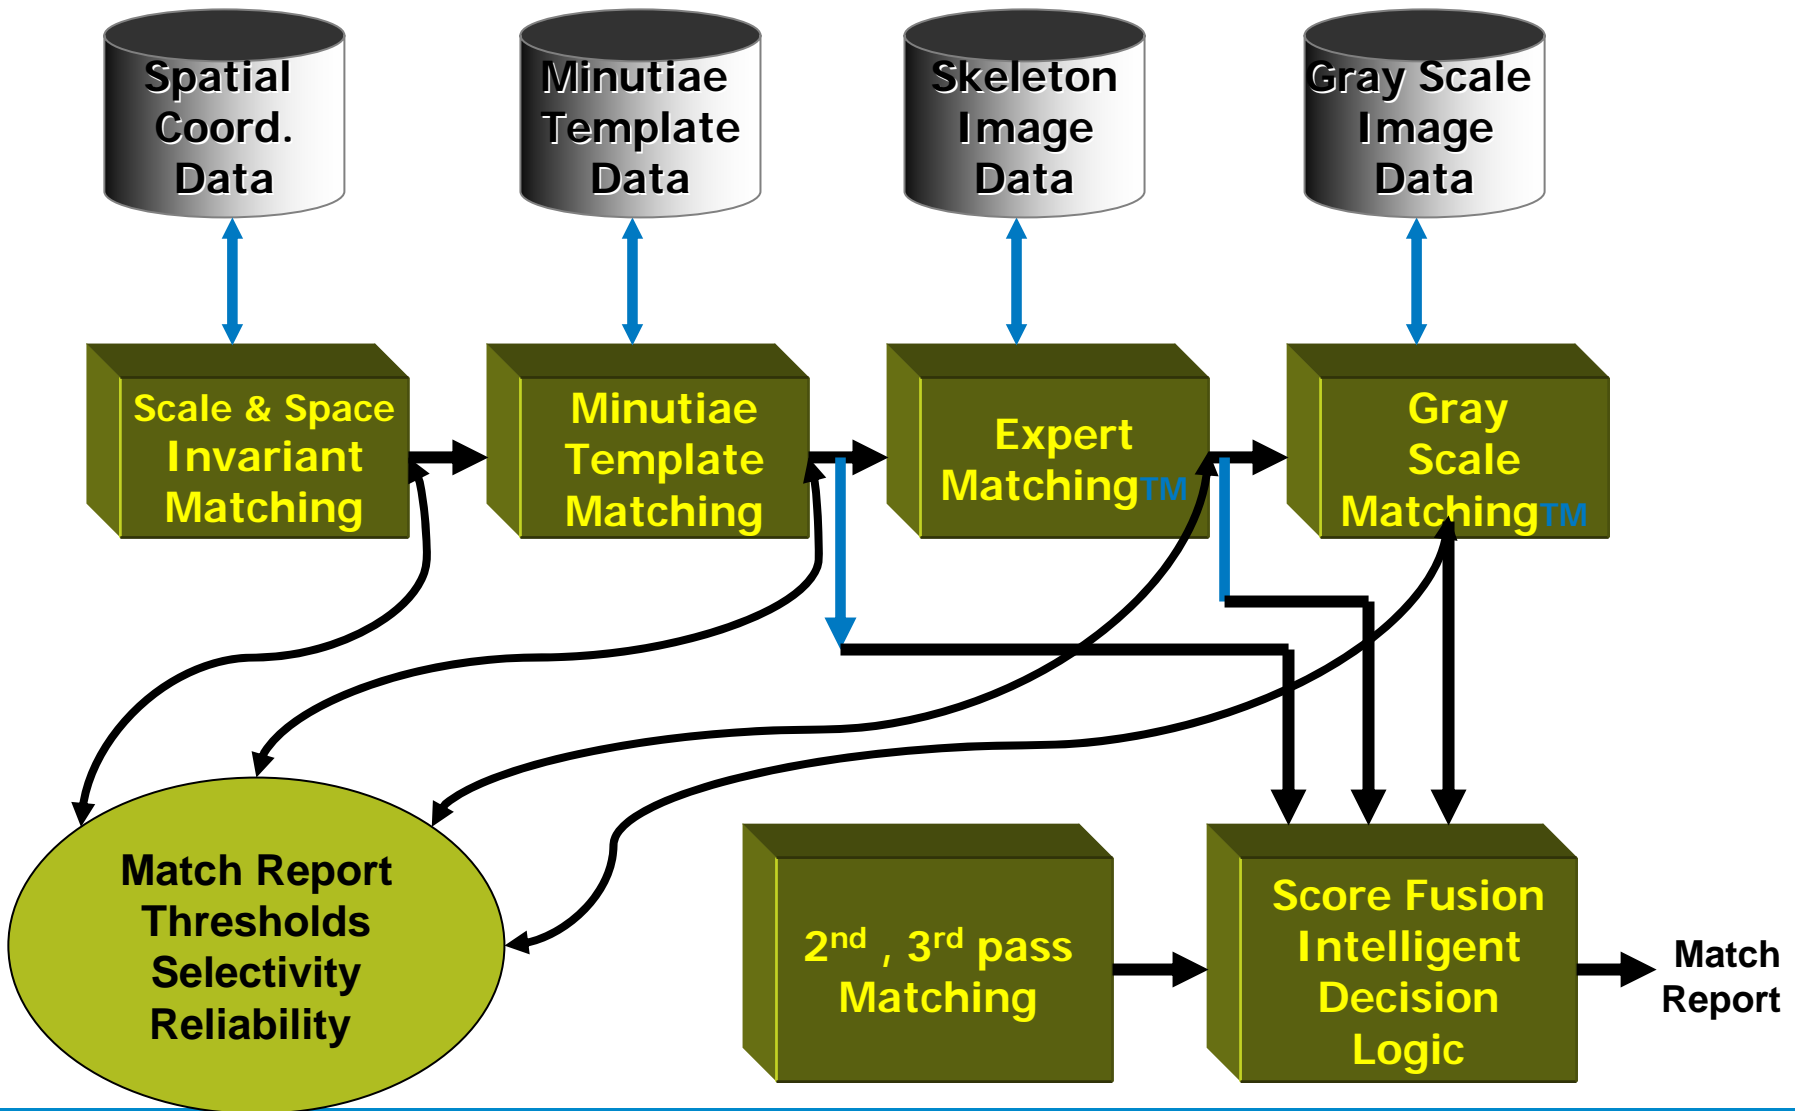 Spatial
Coord.
Data
Minutiae
Template
Data
Skeleton
Image
Data
Gray Scale
Image
Data
Scale & Space
Invariant
Matching
Minutiae
Template
Matching
Expert
Matching™
Gray
Scale
Matching™
Match Report
Thresholds
Selectivity
Reliability
2nd , 3rd pass
Matching
Score Fusion
Intelligent
Decision
Logic
Match
Report